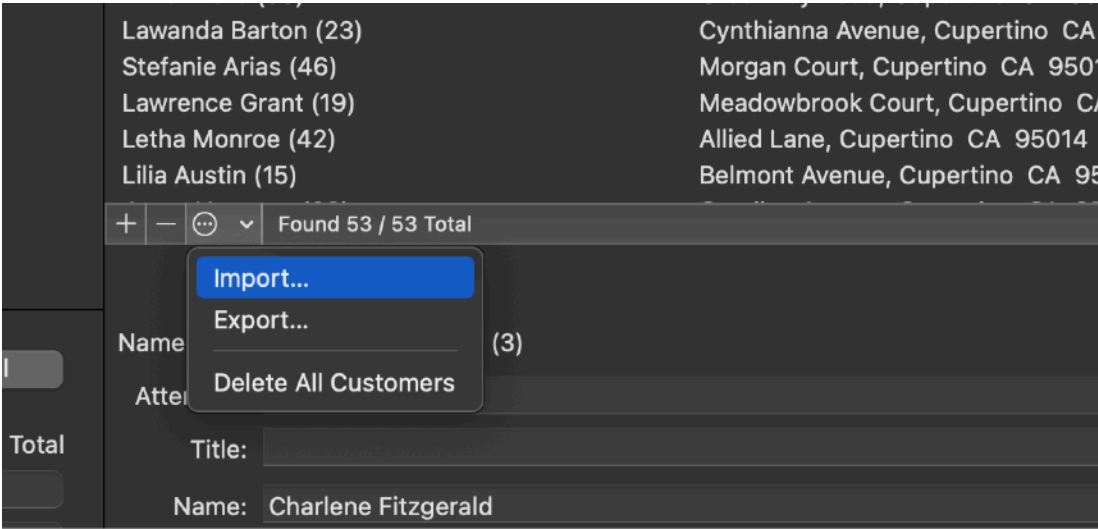 Lawanda Barton (23) Cynthianna Avenue, Cupertino CA
Stefanie Arias (46) Morgan Court, Cupertino CA
Lawrence Grant (19) Meadowbrook Court, Cupertino
Letha Monroe (42) Allied Lane, Cupertino CA 95014
Lilia Austin (15) Belmont Avenue, Cupertino CA
Found 53 / 53 Total
Import...
Export...
Name (3)
Delete All Customers
Total
Title:
Name: Charlene Fitzgerald